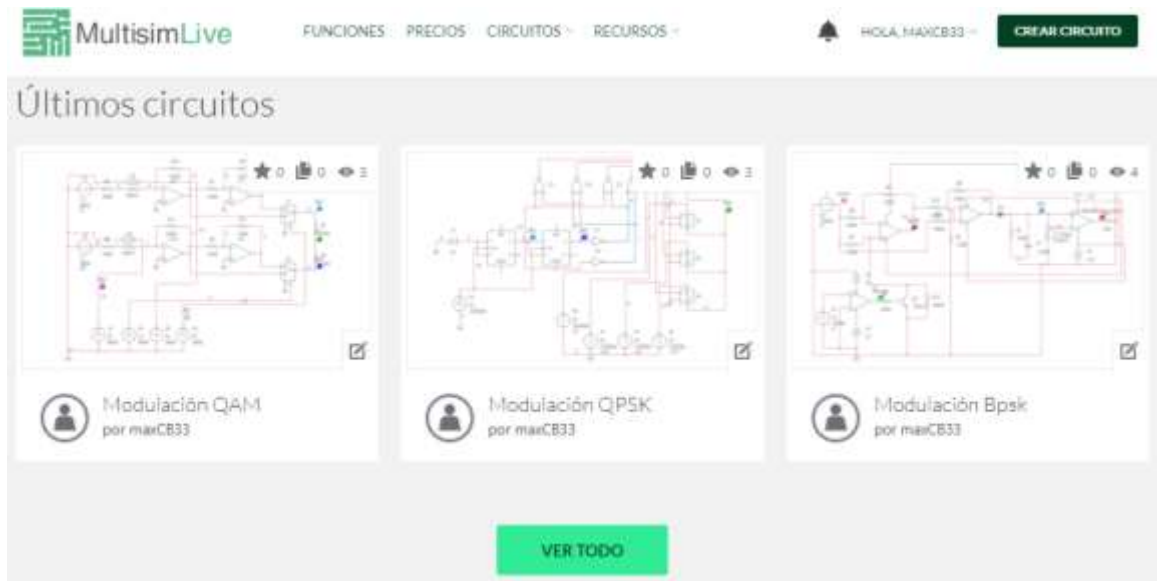 MultisimLive FUNCIONES PRECIOS CIRCUITOS RECURSOS HOLA, MAXCB33 CREAR CIRCUITO
Últimos circuitos
0 0 3
0 0 3
0 0 4
Modulación QAM
por maxCB33
Modulación QPSK
por maxCB33
Modulación Bpsk
por maxCB33
VER TODO